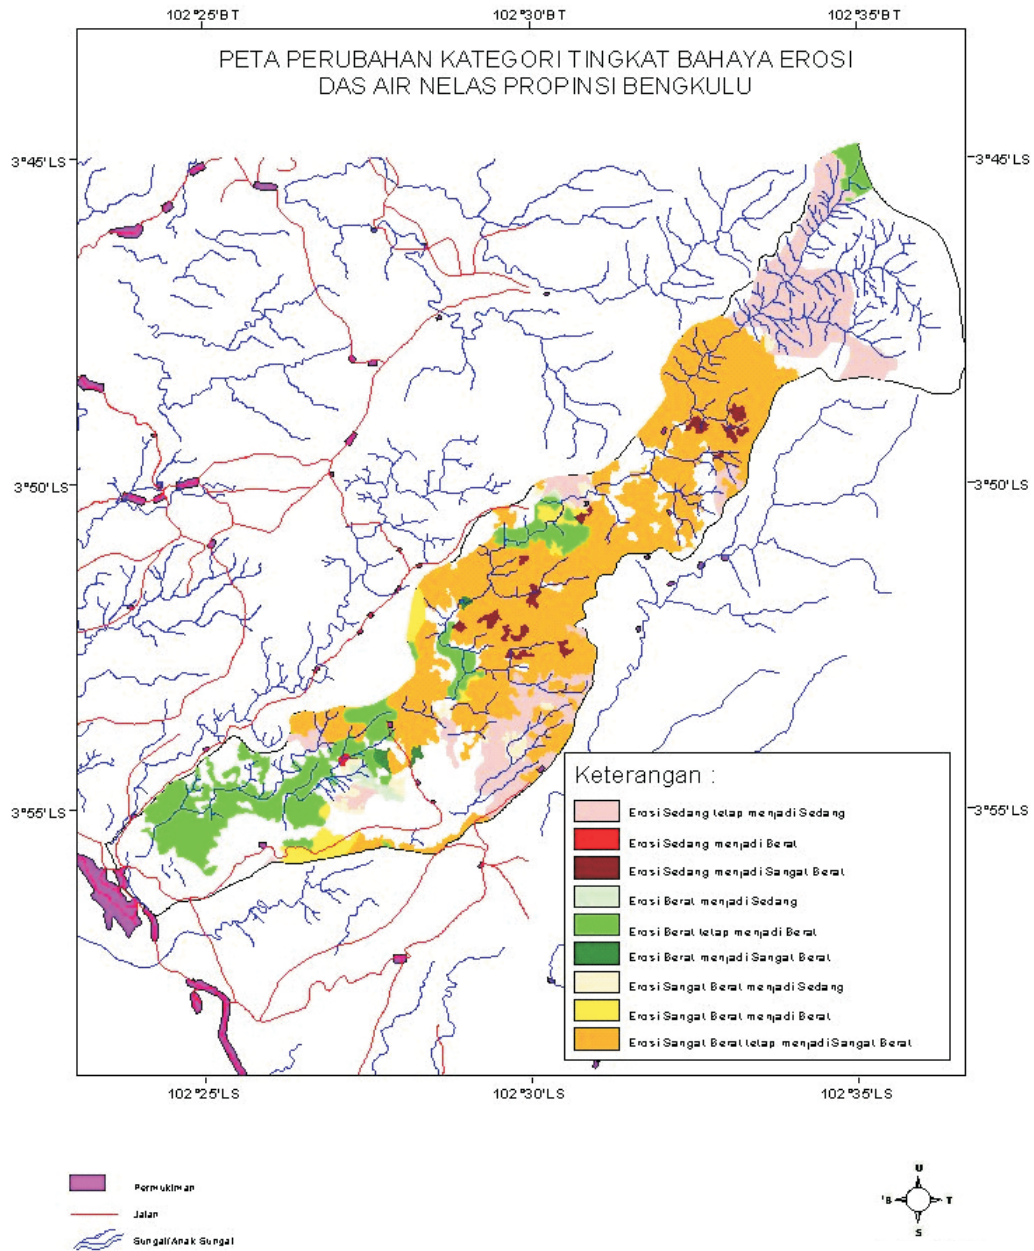 102°25'BT 102°30'BT 102°35'BT
PETA PERUBAHAN KATEGORI TINGKAT BAHAYA EROSI
DAS AIR NELAS PROPINSI BENGKULU
3°45' LS 3°45' LS
3°50' LS 3°50' LS
3°55' LS 3°55' LS
Keterangan :
Erosi Sedang tetap menjadi Sedang
Erosi Sedang menjadi Berat
Erosi Sedang menjadi Sangat Berat
Erosi Berat menjadi Sedang
Erosi Berat tetap menjadi Berat
Erosi Berat menjadi Sangat Berat
Erosi Sangat Berat menjadi Sedang
Erosi Sangat Berat menjadi Berat
Erosi Sangat Berat tetap menjadi Sangat Berat
102°25'LS 102°30'LS 102°35'LS
Permukiman
Jalan
Sungai/Anak Sungai
U
B T
S